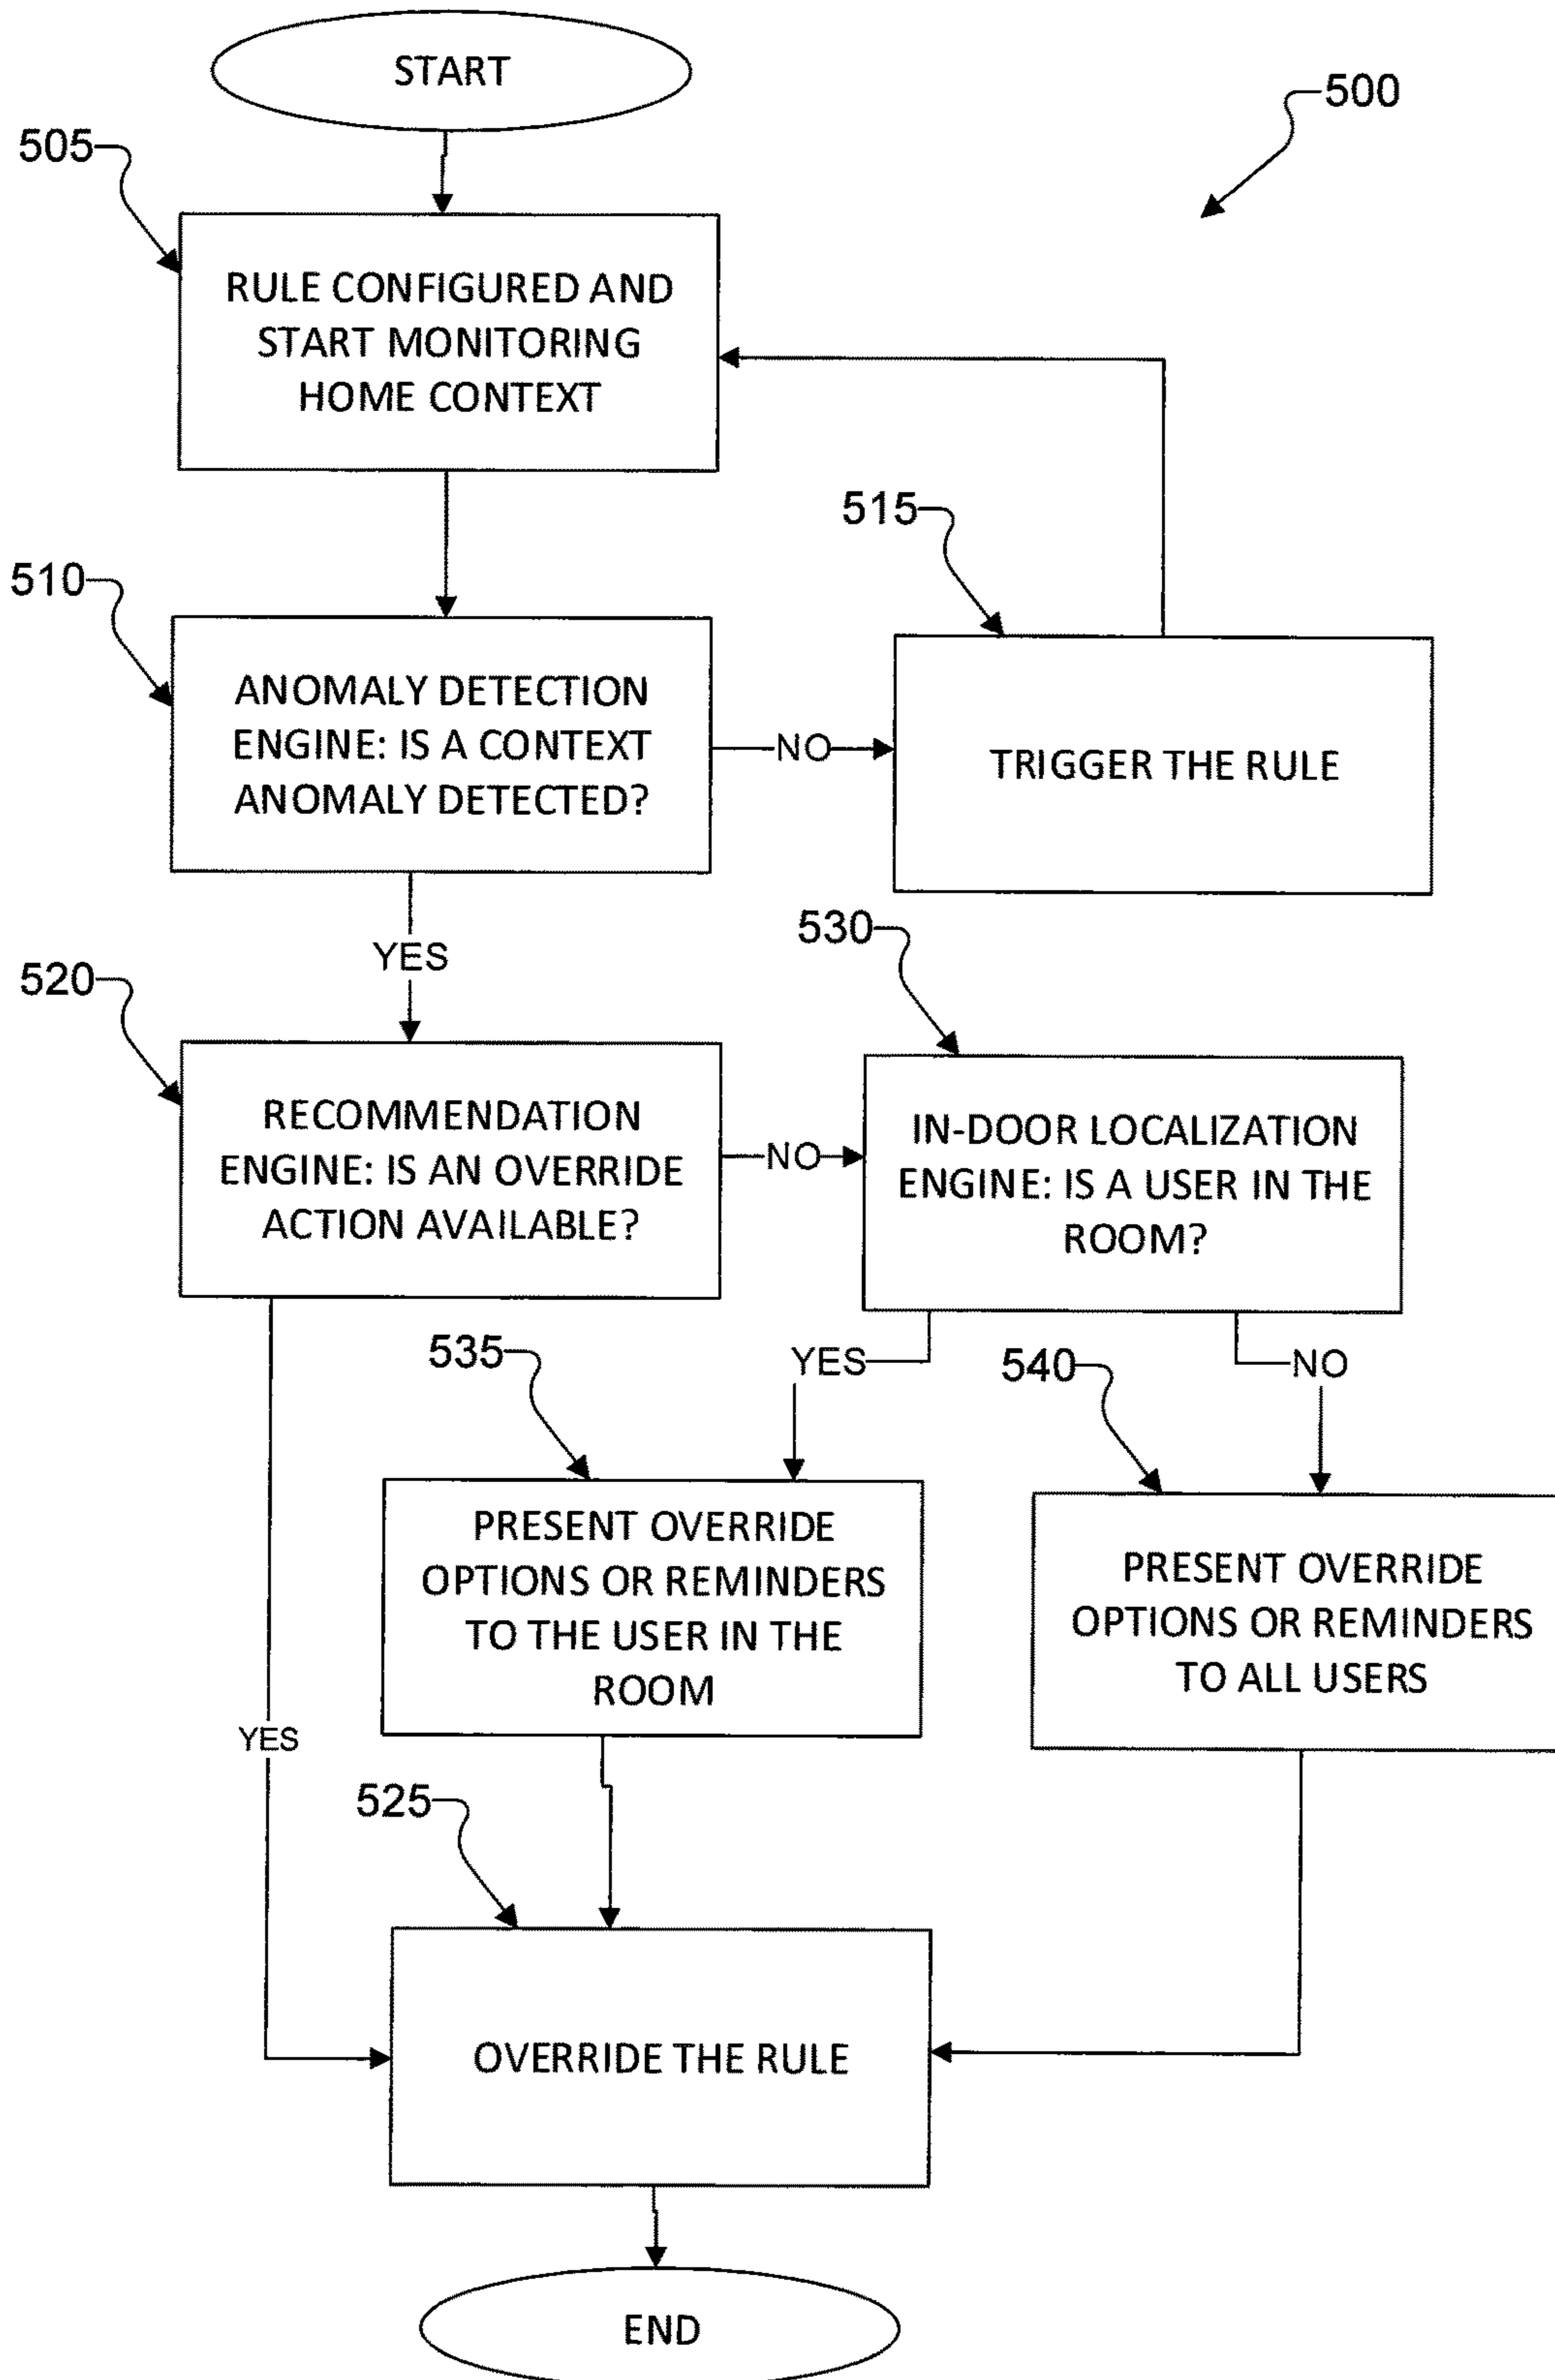 START
500
505
RULE CONFIGURED AND
START MONITORING
HOME CONTEXT
515
510
ANOMALY DETECTION
ENGINE: IS A CONTEXT
ANOMALY DETECTED?
NO
TRIGGER THE RULE
YES
530
520
RECOMMENDATION
ENGINE: IS AN OVERRIDE
ACTION AVAILABLE?
NO
IN-DOOR LOCALIZATION
ENGINE: IS A USER IN THE
ROOM?
535
YES
540
NO
PRESENT OVERRIDE
OPTIONS OR REMINDERS
TO THE USER IN THE
ROOM
PRESENT OVERRIDE
OPTIONS OR REMINDERS
TO ALL USERS
YES
525
OVERRIDE THE RULE
END